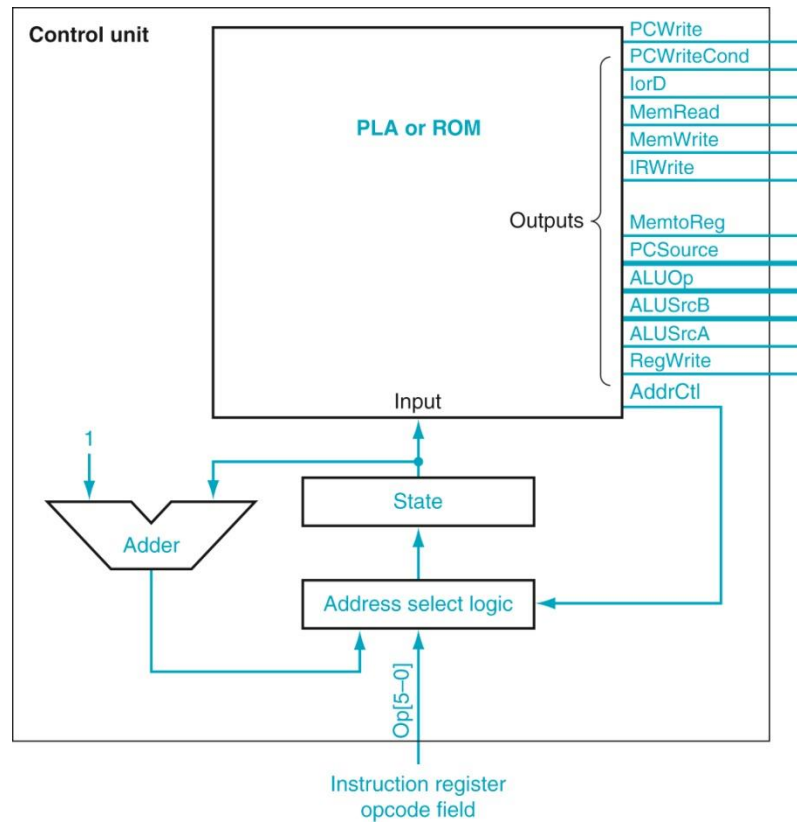 Control unit
PLA or ROM
Outputs
Input
PCWrite
PCWriteCond
IorD
MemRead
MemWrite
IRWrite
MemtoReg
PCSource
ALUOp
ALUSrcB
ALUSrcA
RegWrite
AddrCtl
1
Adder
State
Address select logic
Op[5–0]
Instruction register
opcode field